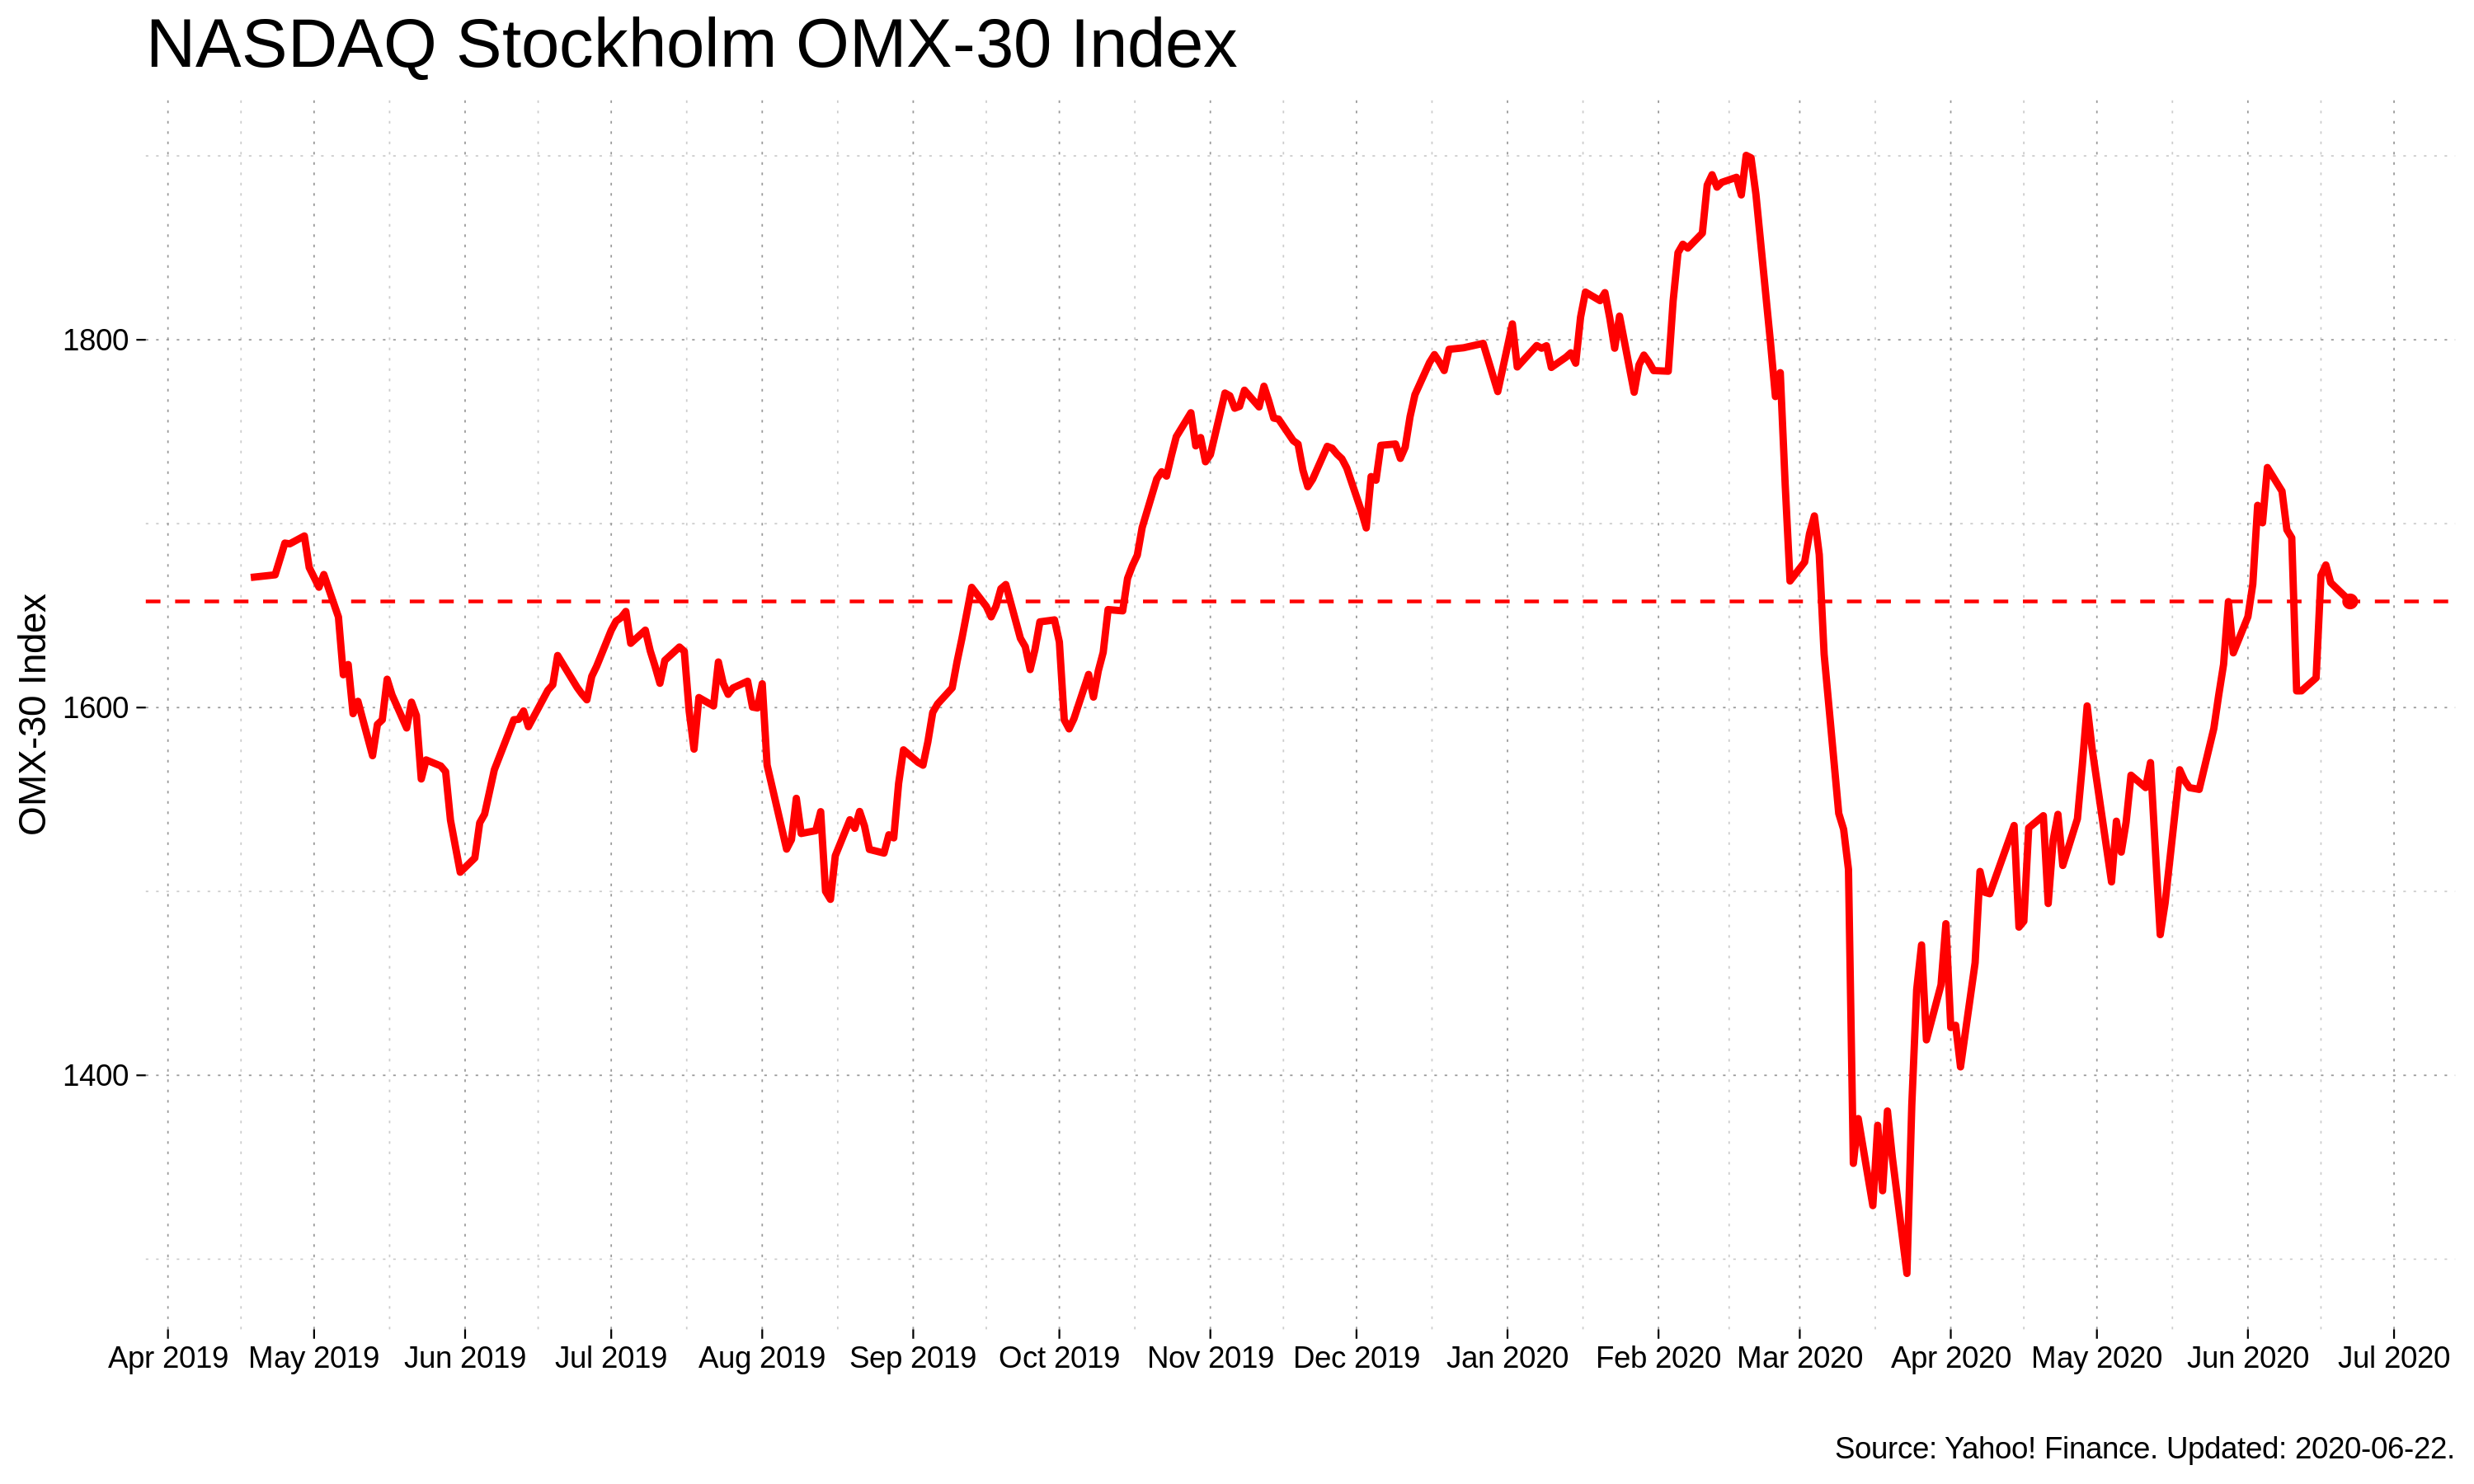 NASDAQ Stockholm OMX-30 Index
OMX-30 Index
1800
1600
1400
Apr 2019 May 2019 Jun 2019 Jul 2019 Aug 2019 Sep 2019 Oct 2019 Nov 2019 Dec 2019 Jan 2020 Feb 2020 Mar 2020 Apr 2020 May 2020 Jun 2020 Jul 2020
Source: Yahoo! Finance. Updated: 2020-06-22.